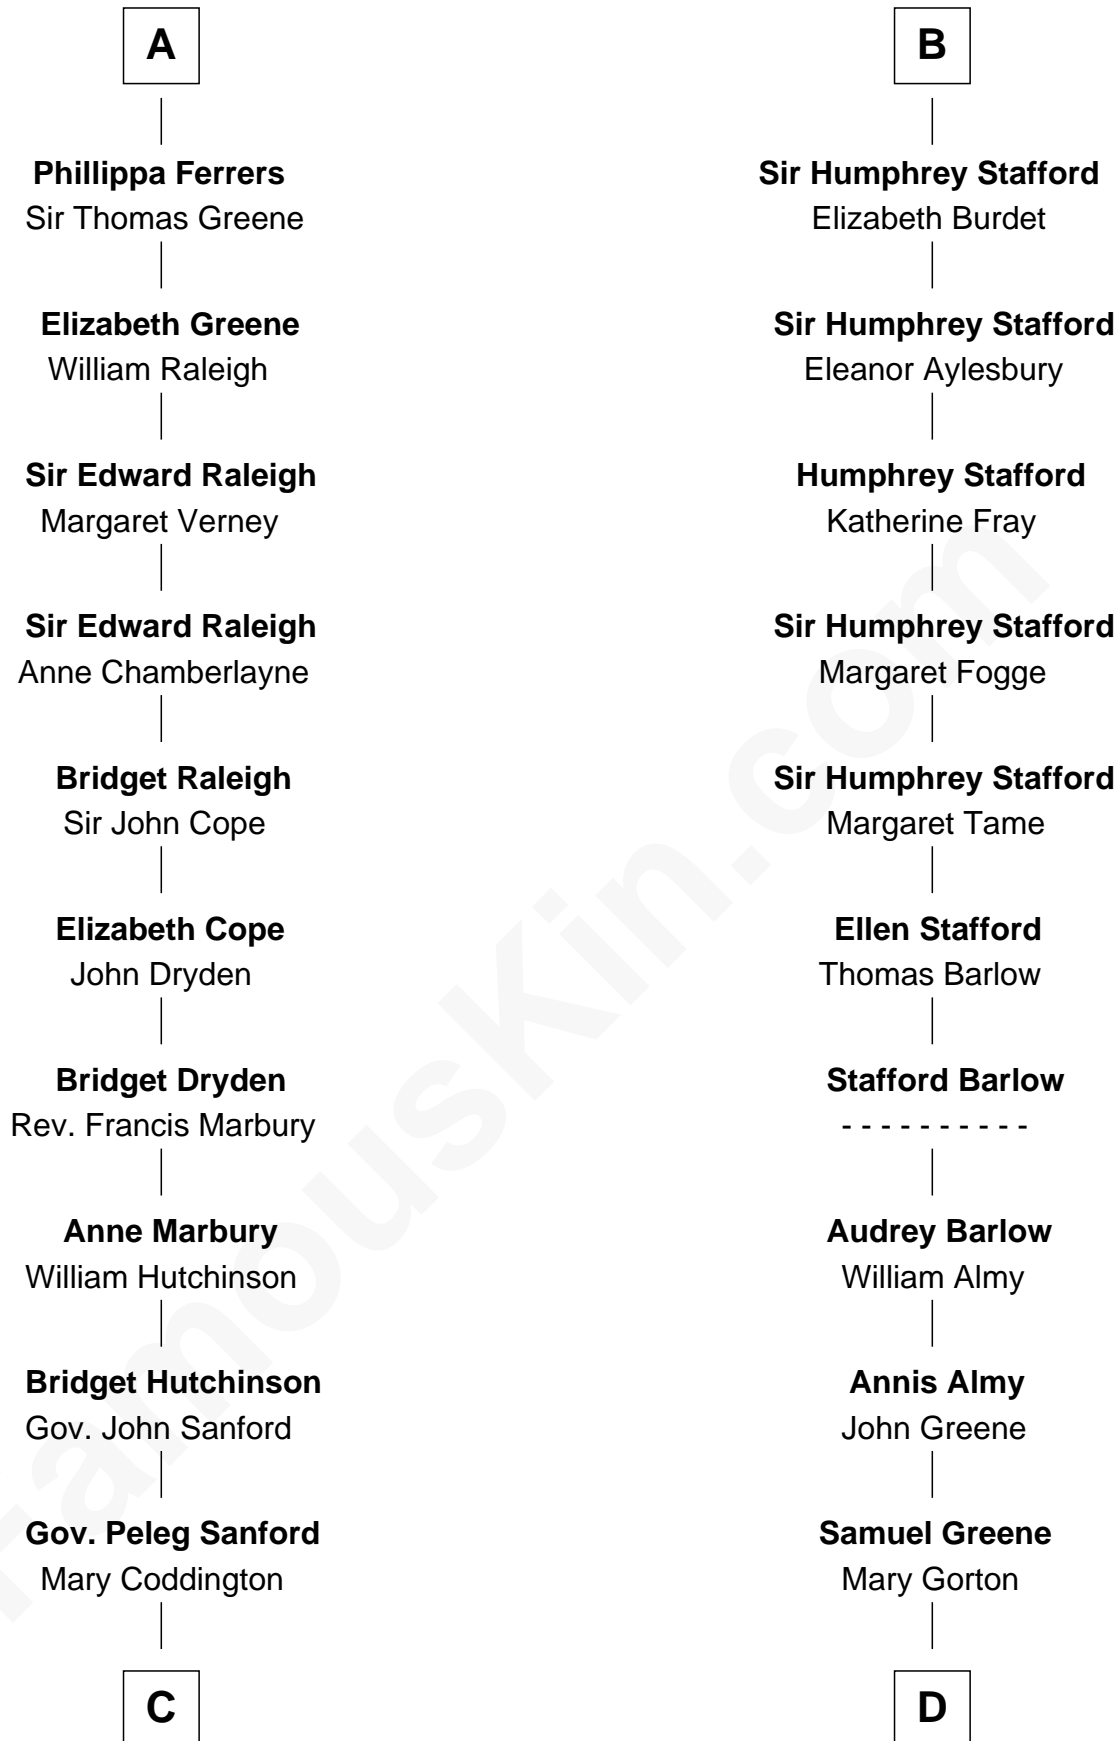 A
Phillippa Ferrers
Sir Thomas Greene
Elizabeth Greene
William Raleigh
Sir Edward Raleigh
Margaret Verney
Sir Edward Raleigh
Anne Chamberlayne
Bridget Raleigh
Sir John Cope
Elizabeth Cope
John Dryden
Bridget Dryden
Rev. Francis Marbury
Anne Marbury
William Hutchinson
Bridget Hutchinson
Gov. John Sanford
Gov. Peleg Sanford
Mary Coddington
C
B
Sir Humphrey Stafford
Elizabeth Burdet
Sir Humphrey Stafford
Eleanor Aylesbury
Humphrey Stafford
Katherine Fray
Sir Humphrey Stafford
Margaret Fogge
Sir Humphrey Stafford
Margaret Tame
Ellen Stafford
Thomas Barlow
Stafford Barlow
- - - - - - - - - -
Audrey Barlow
William Almy
Annis Almy
John Greene
Samuel Greene
Mary Gorton
D
FamousKin.com